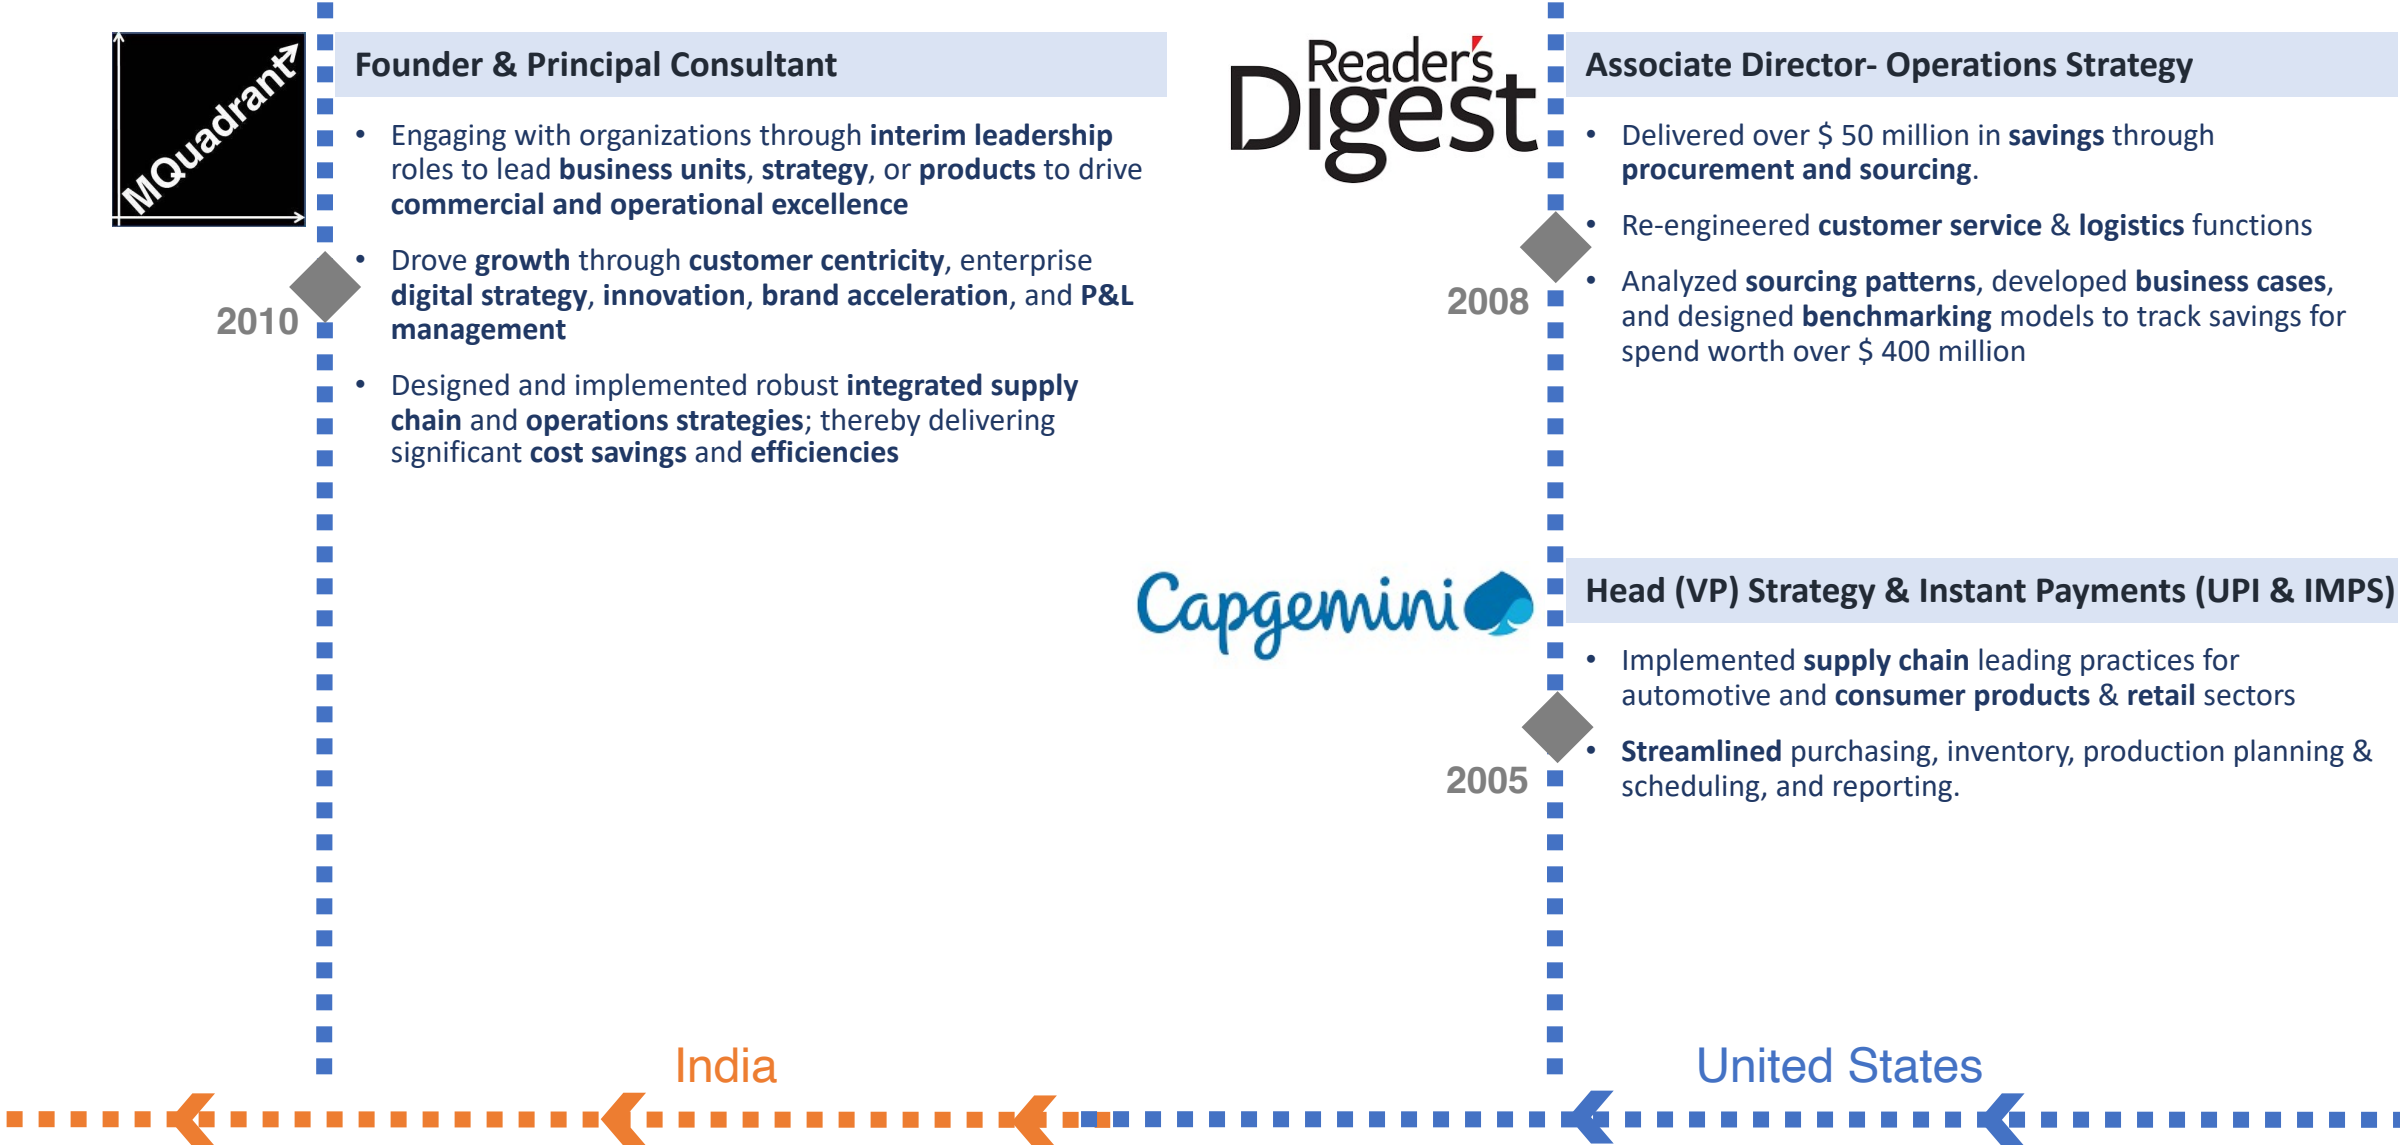 MQuadrant
Founder & Principal Consultant
• Engaging with organizations through interim leadership
roles to lead business units, strategy, or products to drive
commercial and operational excellence
• Drove growth through customer centricity, enterprise
digital strategy, innovation, brand acceleration, and P&L
management
2010
• Designed and implemented robust integrated supply
chain and operations strategies; thereby delivering
significant cost savings and efficiencies
Reader's
Digest
Associate Director- Operations Strategy
• Delivered over $ 50 million in savings through
procurement and sourcing.
• Re-engineered customer service & logistics functions
• Analyzed sourcing patterns, developed business cases,
and designed benchmarking models to track savings for
spend worth over $ 400 million
2008
Capgemini
Head (VP) Strategy & Instant Payments (UPI & IMPS)
• Implemented supply chain leading practices for
automotive and consumer products & retail sectors
• Streamlined purchasing, inventory, production planning &
scheduling, and reporting.
2005
India
United States